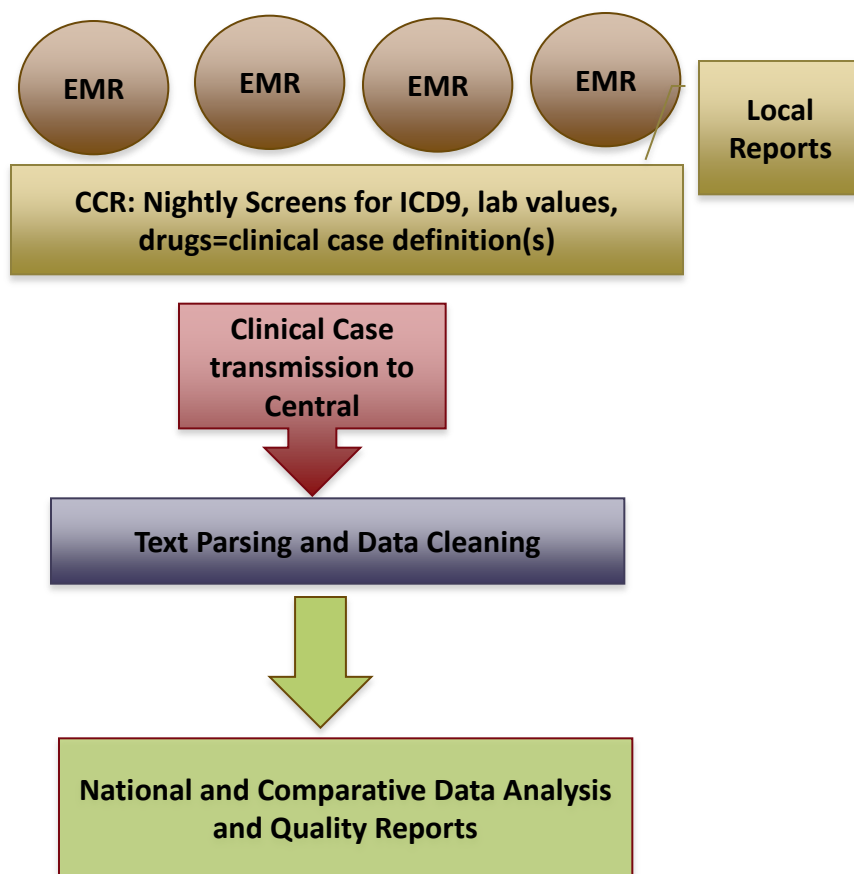 EMR
EMR
EMR
EMR
Local
Reports
CCR: Nightly Screens for ICD9, lab values,
drugs=clinical case definition(s)
Clinical Case
transmission to
Central
Text Parsing and Data Cleaning
National and Comparative Data Analysis
and Quality Reports